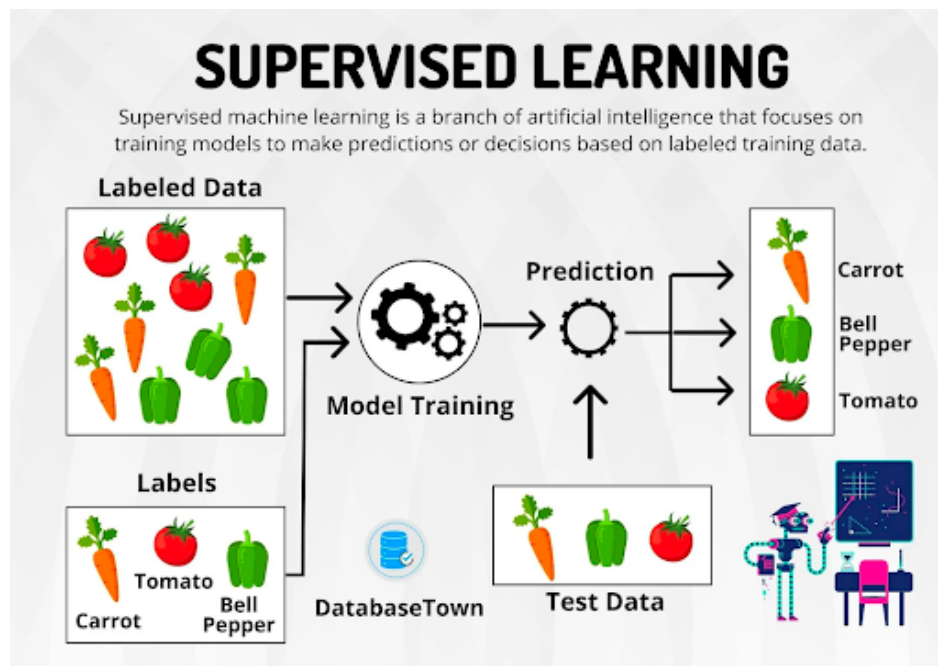 SUPERVISED LEARNING
Supervised machine learning is a branch of artificial intelligence that focuses on
training models to make predictions or decisions based on labeled training data.
Labeled Data
Model Training
Prediction
Carrot
Bell
Pepper
Tomato
Labels
Carrot
Tomato
Bell
Pepper
DatabaseTown
Test Data